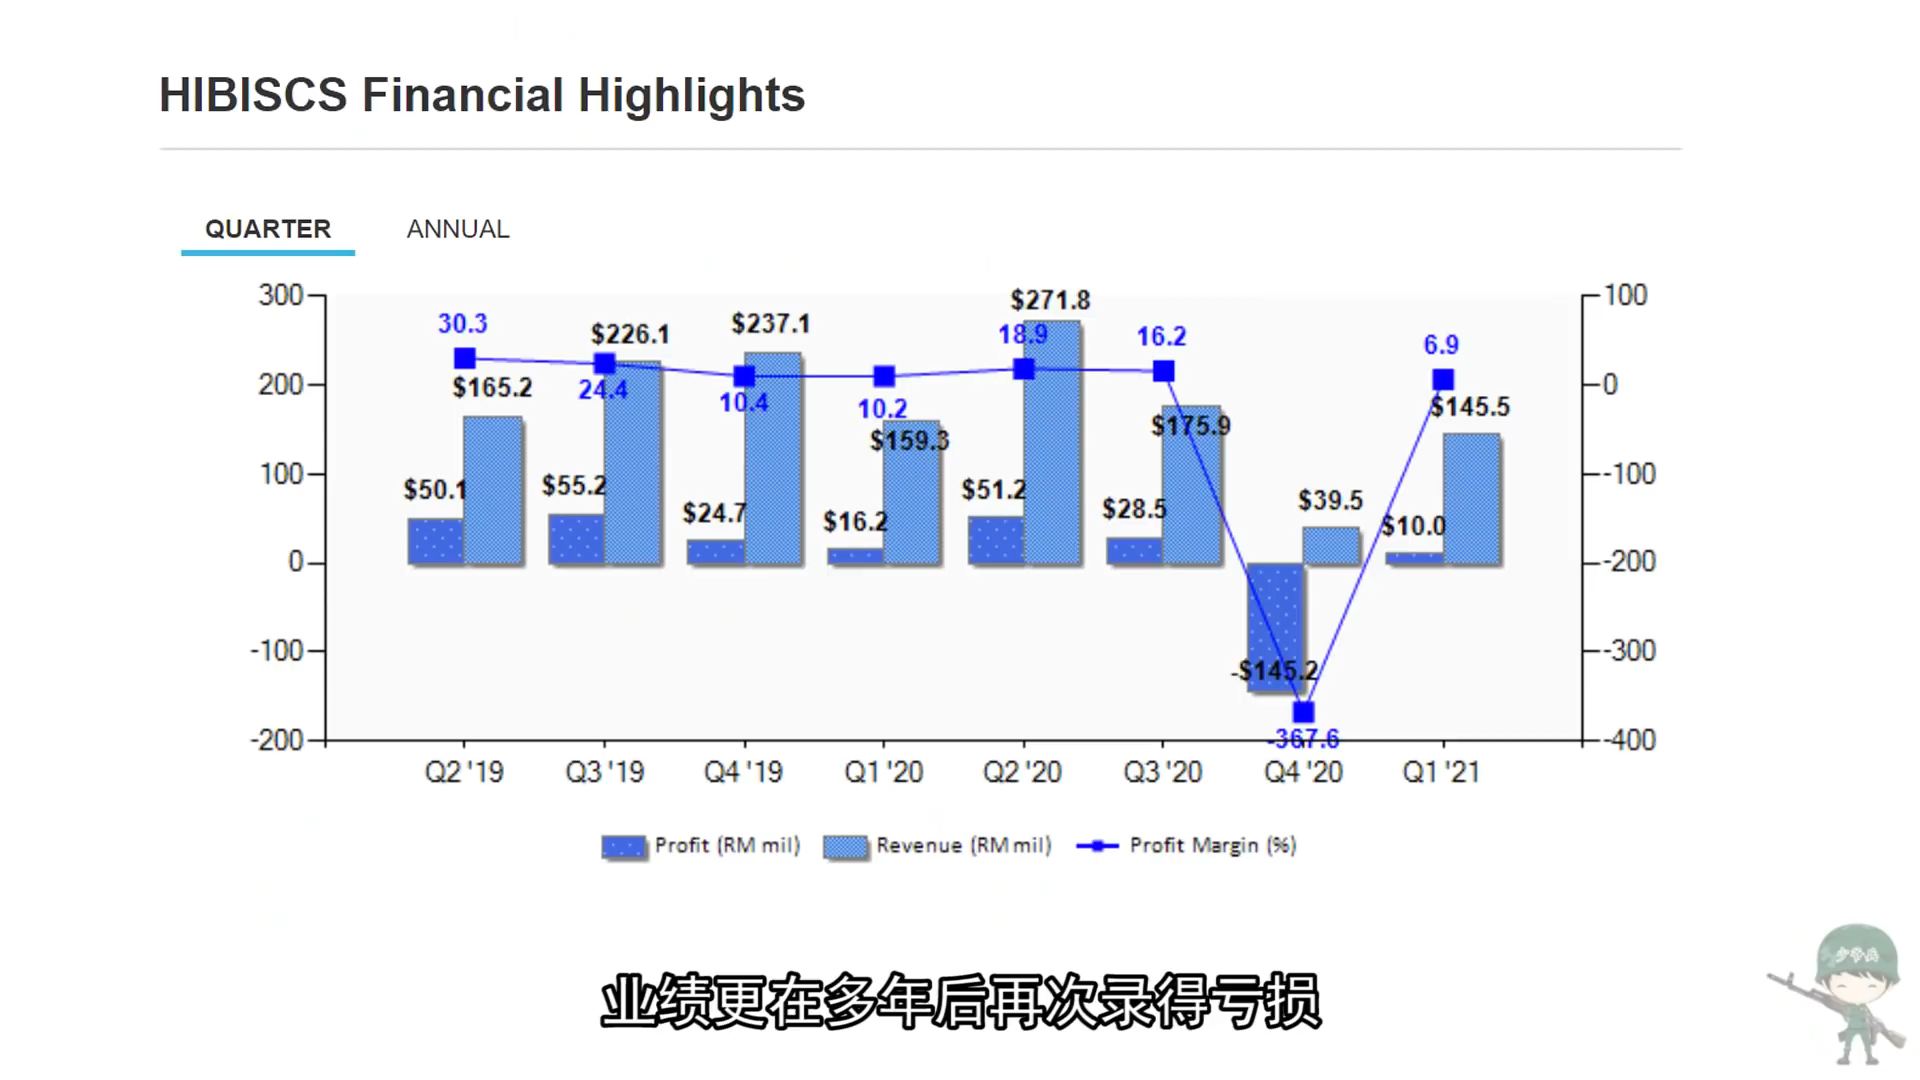 HIBISCS Financial Highlights
QUARTER ANNUAL
300 100
200 0
100 -100
0 -200
-100 -300
-200 -400
30.3 24.4 10.4 10.2 18.9 16.2 -367.6 6.9
$165.2 $226.1 $237.1 $159.3 $271.8 $175.9 $39.5 $145.5
$50.1 $55.2 $24.7 $16.2 $51.2 $28.5 -$145.2 $10.0
Q2 '19 Q3 '19 Q4 '19 Q1 '20 Q2 '20 Q3 '20 Q4 '20 Q1 '21
Profit (RM mil) Revenue (RM mil) Profit Margin (%)
业绩更在多年后再次录得亏损